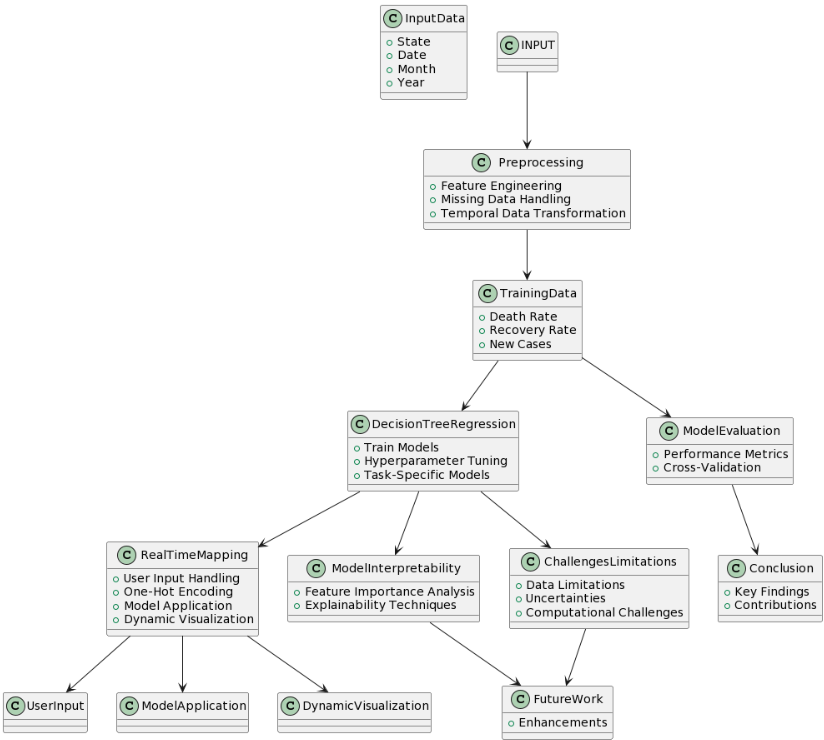 C InputData
State
Date
Month
Year
C INPUT
C Preprocessing
Feature Engineering
Missing Data Handling
Temporal Data Transformation
C TrainingData
Death Rate
Recovery Rate
New Cases
C DecisionTreeRegression
Train Models
Hyperparameter Tuning
Task-Specific Models
C ModelEvaluation
Performance Metrics
Cross-Validation
C RealTimeMapping
User Input Handling
One-Hot Encoding
Model Application
Dynamic Visualization
C ModelInterpretability
Feature Importance Analysis
Explainability Techniques
C ChallengesLimitations
Data Limitations
Uncertainties
Computational Challenges
C Conclusion
Key Findings
Contributions
C UserInput
C ModelApplication
C DynamicVisualization
C FutureWork
Enhancements